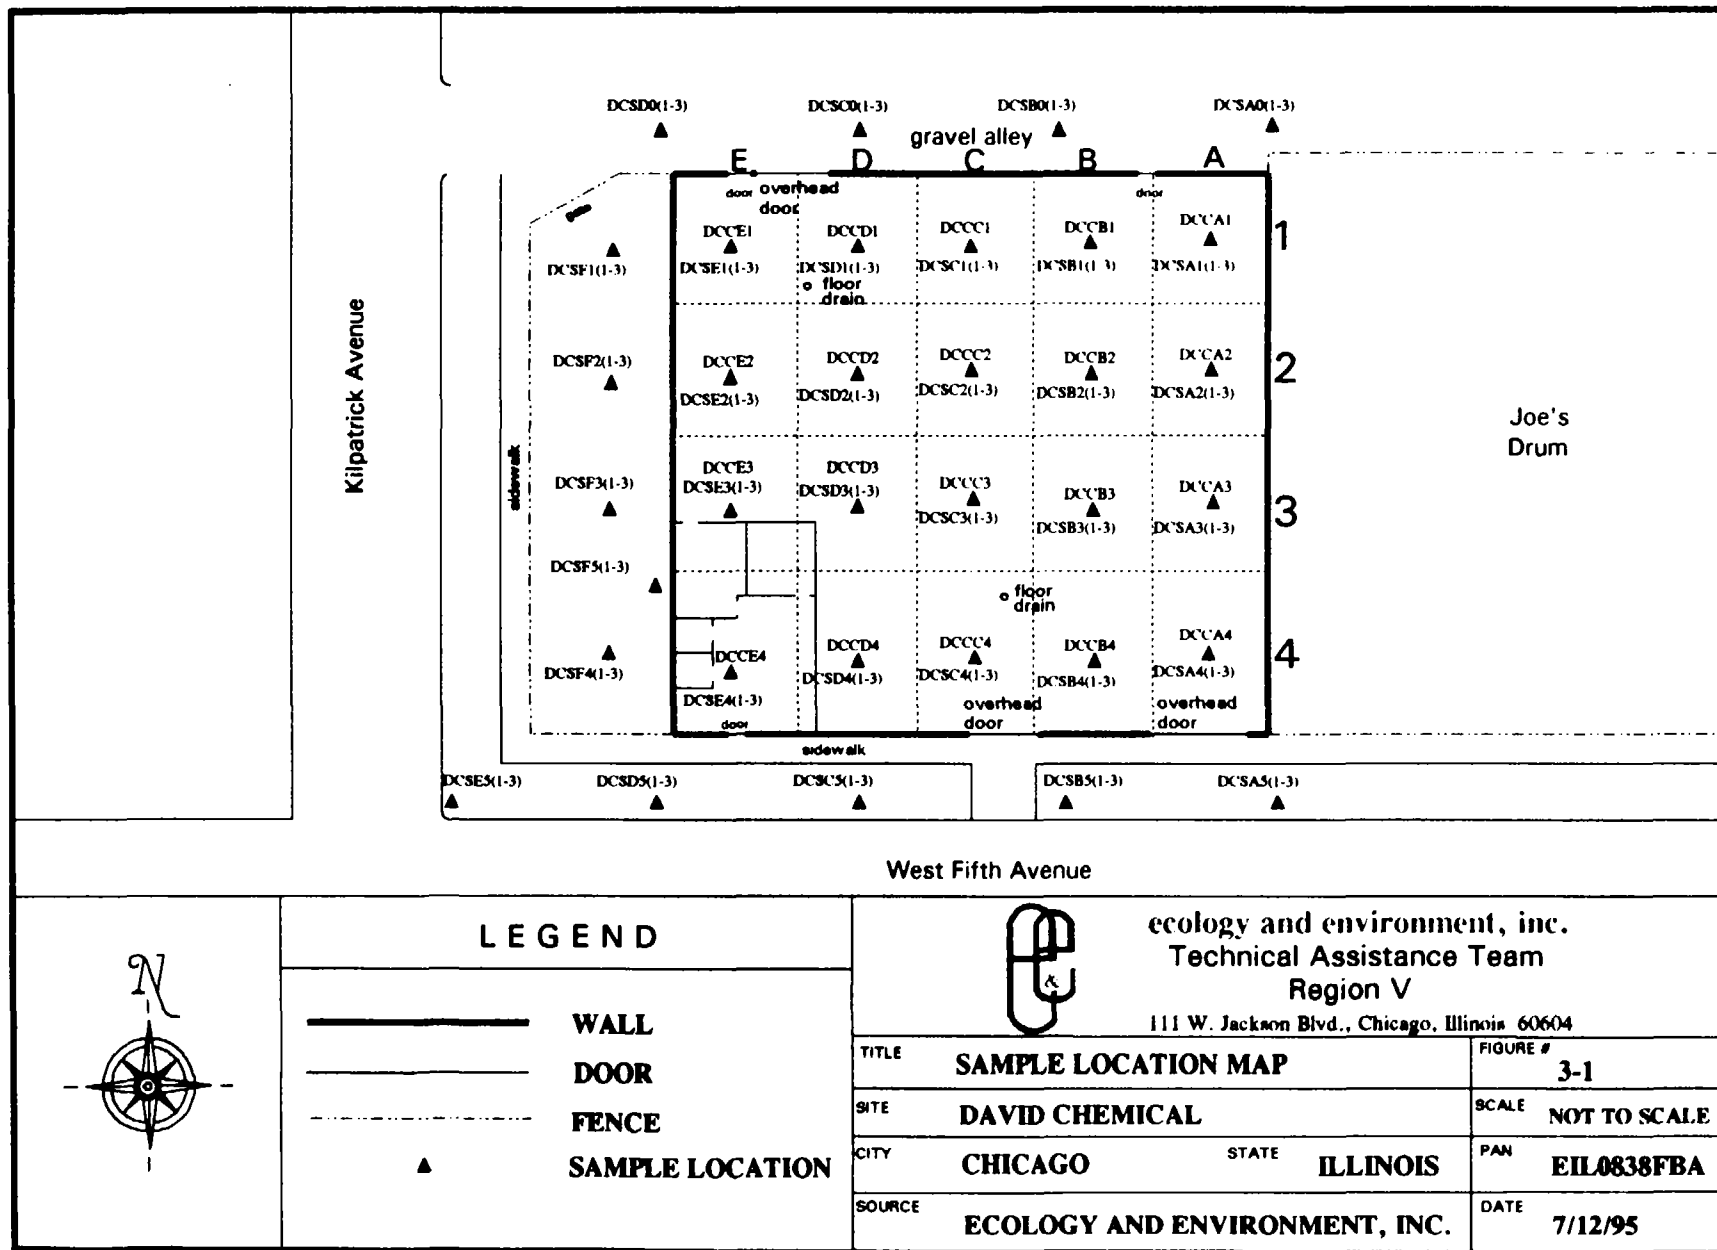 DCSD0(1-3) DCSC0(1-3) DCSB0(1-3) DCSA0(1-3)
gravel alley
E D C B A
door overhead door door
DCCE1 DCCD1 DCCC1 DCCB1 DCCA1 1
DCSF1(1-3) DCSE1(1-3) DCSD1(1-3) DCSC1(1-3) DCSB1(1-3) DCSA1(1-3)
floor
drain
Kilpatrick Avenue
DCSF2(1-3) DCCE2 DCCD2 DCCC2 DCCB2 DCCA2 2
DCSE2(1-3) DCSD2(1-3) DCSC2(1-3) DCSB2(1-3) DCSA2(1-3)
Joe's
Drum
sidewalk
DCSF3(1-3) DCCE3 DCCD3 DCCC3 DCCB3 DCCA3 3
DCSE3(1-3) DCSD3(1-3) DCSC3(1-3) DCSB3(1-3) DCSA3(1-3)
DCSF5(1-3)
floor
drain
DCCE4 DCCD4 DCCC4 DCCB4 DCCA4 4
DCSF4(1-3) DCSE4(1-3) DCSD4(1-3) DCSC4(1-3) DCSB4(1-3) DCSA4(1-3)
door overhead door overhead door
sidewalk
DCSE5(1-3) DCSD5(1-3) DCSC5(1-3) DCSB5(1-3) DCSA5(1-3)
West Fifth Avenue
N
LEGEND
WALL
DOOR
FENCE
SAMPLE LOCATION
e & e
ecology and environment, inc.
Technical Assistance Team
Region V
111 W. Jackson Blvd., Chicago, Illinois 60604
TITLE SAMPLE LOCATION MAP FIGURE # 3-1
SITE DAVID CHEMICAL SCALE NOT TO SCALE
CITY CHICAGO STATE ILLINOIS PAN EIL0838FBA
SOURCE ECOLOGY AND ENVIRONMENT, INC. DATE 7/12/95